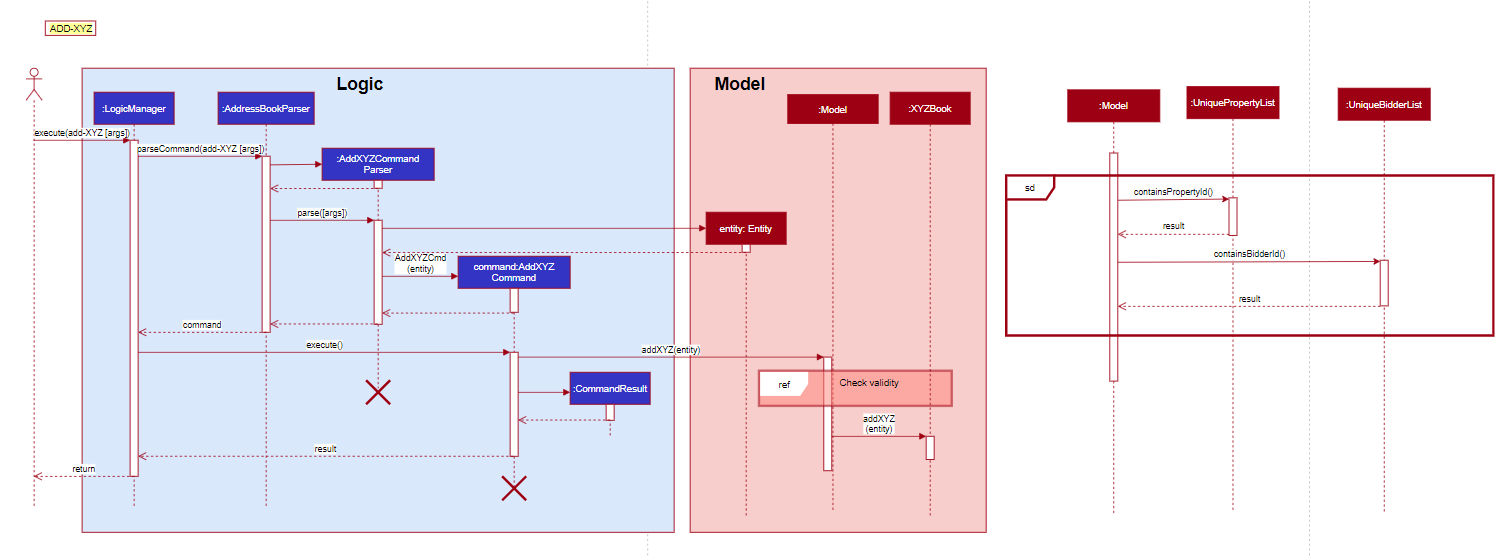 ADD-XYZ
Logic
Model
:LogicManager
:AddressBookParser
:Model
:XYZBook
:Model
:UniquePropertyList
:UniqueBidderList
execute(add-XYZ [args])
parseCommand(add-XYZ [args])
:AddXYZCommand
Parser
sd
containsPropertyId()
parse([args])
entity: Entity
result
AddXYZCmd
(entity)
command:AddXYZ
Command
containsBidderId()
result
command
execute()
addXYZ(entity)
ref
Check validity
:CommandResult
addXYZ
(entity)
result
return